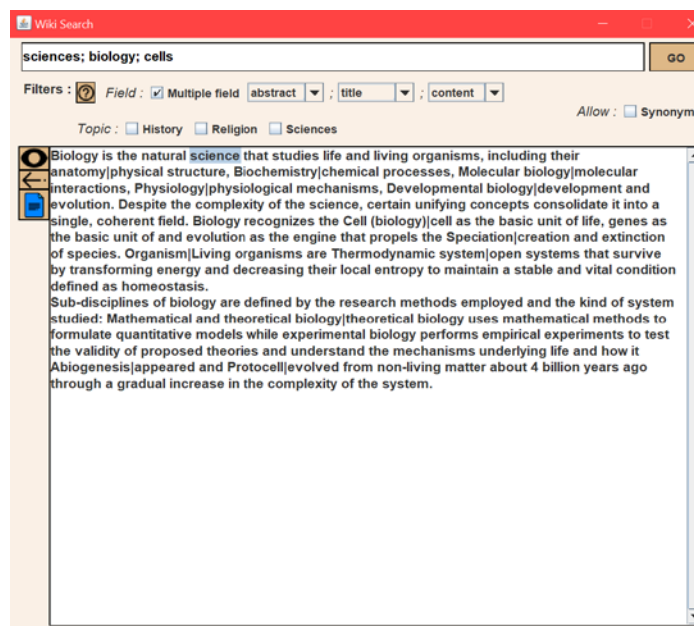 Wiki Search
sciences; biology; cells
GO
Filters : Field : Multiple field abstract ; title ; content
Allow : Synonym
Topic : History Religion Sciences
Biology is the natural science that studies life and living organisms, including their
anatomy|physical structure, Biochemistry|chemical processes, Molecular biology|molecular
interactions, Physiology|physiological mechanisms, Developmental biology|development and
evolution. Despite the complexity of the science, certain unifying concepts consolidate it into a
single, coherent field. Biology recognizes the Cell (biology)|cell as the basic unit of life, genes as
the basic unit of and evolution as the engine that propels the Speciation|creation and extinction
of species. Organism|Living organisms are Thermodynamic system|open systems that survive
by transforming energy and decreasing their local entropy to maintain a stable and vital condition
defined as homeostasis.
Sub-disciplines of biology are defined by the research methods employed and the kind of system
studied: Mathematical and theoretical biology|theoretical biology uses mathematical methods to
formulate quantitative models while experimental biology performs empirical experiments to test
the validity of proposed theories and understand the mechanisms underlying life and how it
Abiogenesis|appeared and Protocell|evolved from non-living matter about 4 billion years ago
through a gradual increase in the complexity of the system.